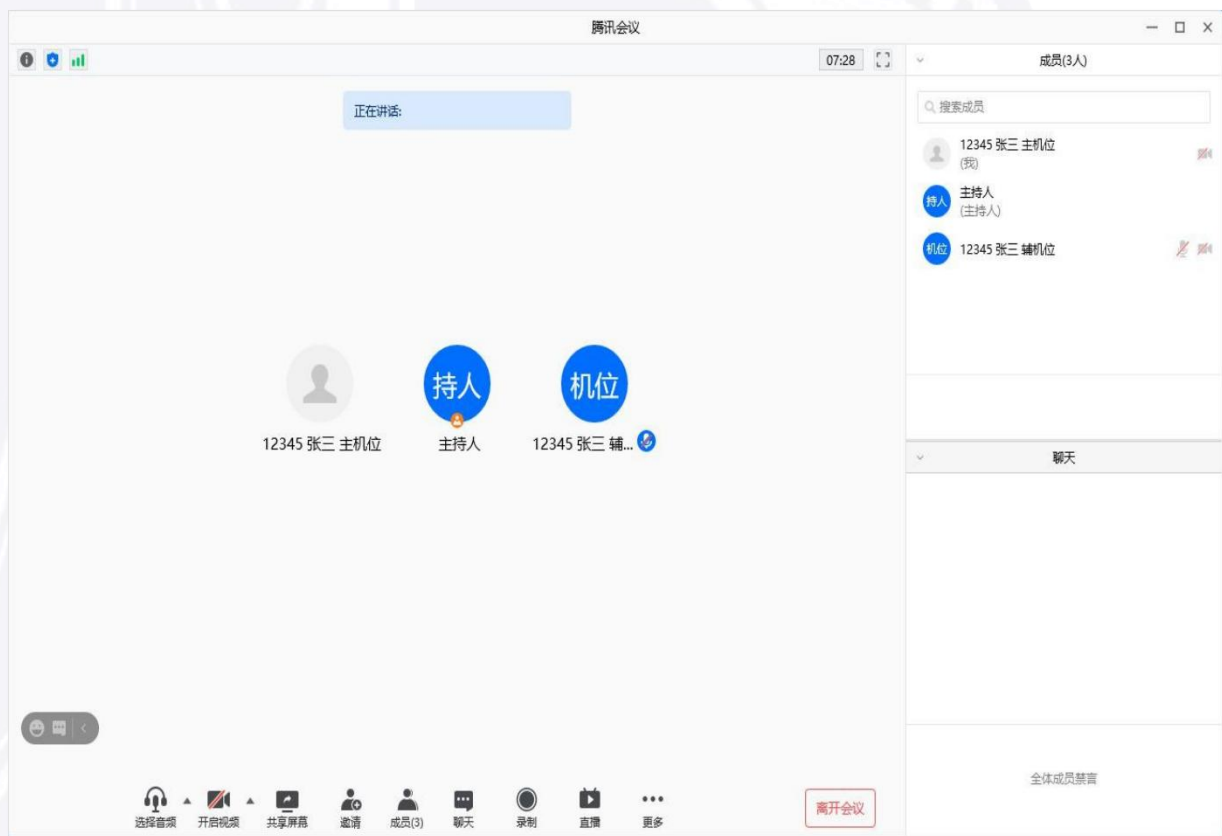 腾讯会议
07:28
成员(3人)
正在讲话:
搜索成员
12345 张三 主机位
(我)
持人
主持人
(主持人)
机位
12345 张三 辅机位
持人
机位
12345 张三 主机位
主持人
12345 张三 辅...
聊天
全体成员禁言
选择音频
开启视频
共享屏幕
邀请
成员(3)
聊天
录制
直播
更多
离开会议